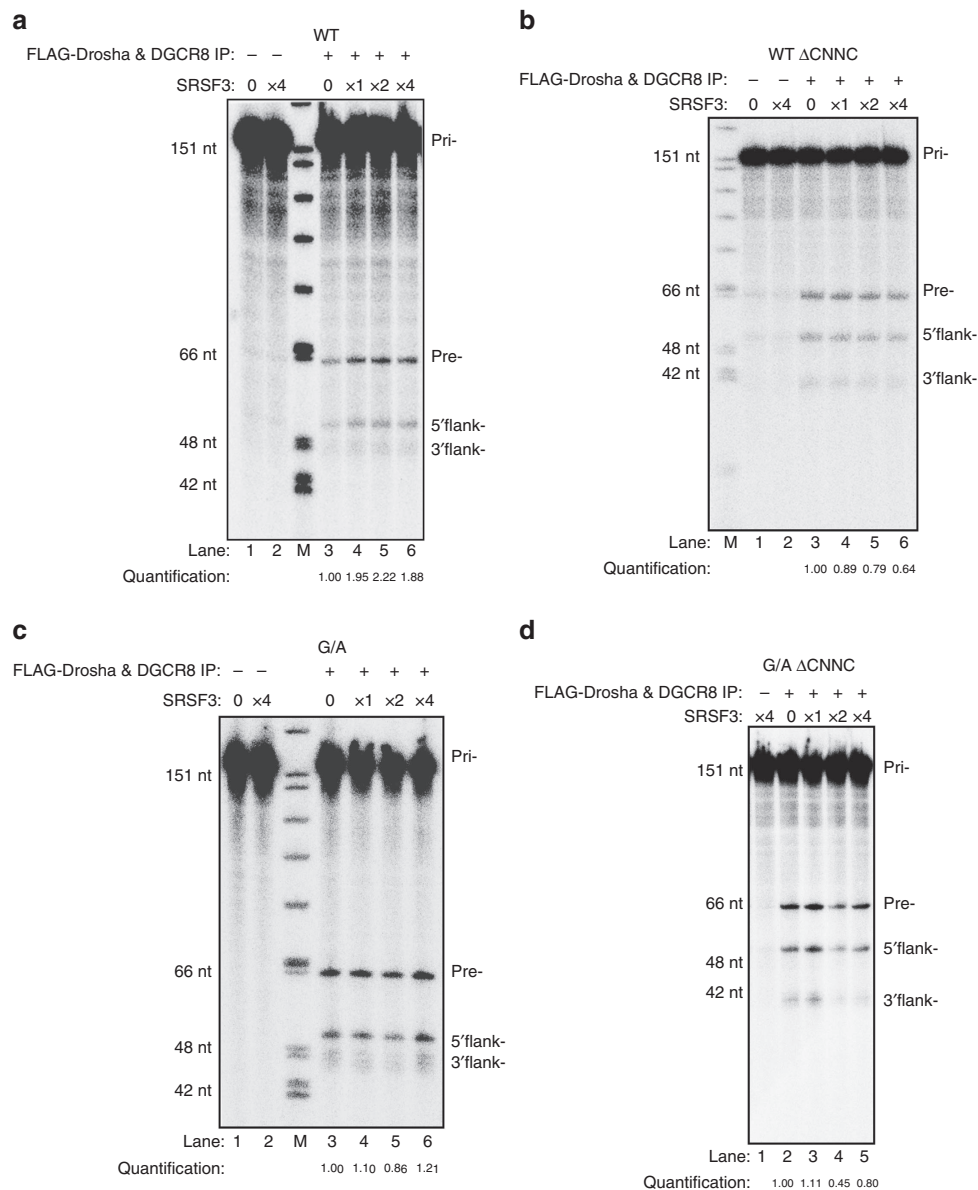 a
WT
FLAG-Drosha & DGCR8 IP: – – + + + +
SRSF3: 0 ×4 0 ×1 ×2 ×4
151 nt
Pri-
66 nt
Pre-
5′flank-
48 nt
3′flank-
42 nt
Lane: 1 2 M 3 4 5 6
Quantification: 1.00 1.95 2.22 1.88
b
WT ΔCNNC
FLAG-Drosha & DGCR8 IP: – – + + + +
SRSF3: 0 ×4 0 ×1 ×2 ×4
151 nt
Pri-
66 nt
Pre-
5′flank-
48 nt
42 nt
3′flank-
Lane: M 1 2 3 4 5 6
Quantification: 1.00 0.89 0.79 0.64
c
G/A
FLAG-Drosha & DGCR8 IP: – – + + + +
SRSF3: 0 ×4 0 ×1 ×2 ×4
Pri-
151 nt
66 nt
Pre-
5′flank-
48 nt
3′flank-
42 nt
Lane: 1 2 M 3 4 5 6
Quantification: 1.00 1.10 0.86 1.21
d
G/A ΔCNNC
FLAG-Drosha & DGCR8 IP: – + + + +
SRSF3: ×4 0 ×1 ×2 ×4
151 nt
Pri-
66 nt
Pre-
5′flank-
48 nt
42 nt
3′flank-
Lane: 1 2 3 4 5
Quantification: 1.00 1.11 0.45 0.80